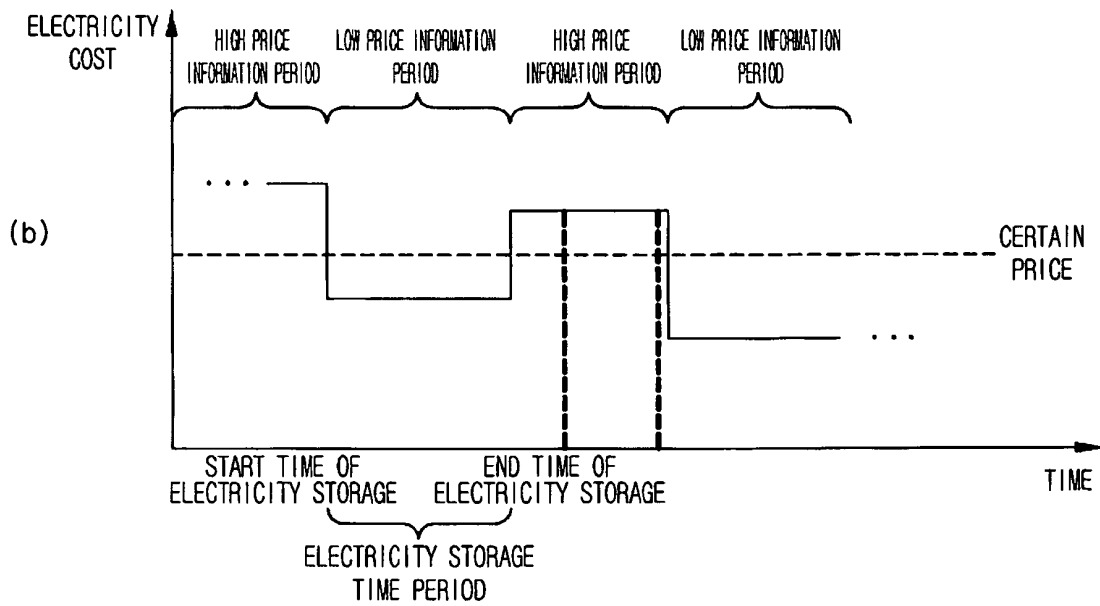 ELECTRICITY
COST
HIGH PRICE
INFORMATION PERIOD
LOW PRICE INFORMATION
PERIOD
HIGH PRICE
INFORMATION PERIOD
LOW PRICE INFORMATION
PERIOD
(b)
CERTAIN
PRICE
START TIME OF
ELECTRICITY STORAGE
END TIME OF
ELECTRICITY STORAGE
TIME
ELECTRICITY STORAGE
TIME PERIOD